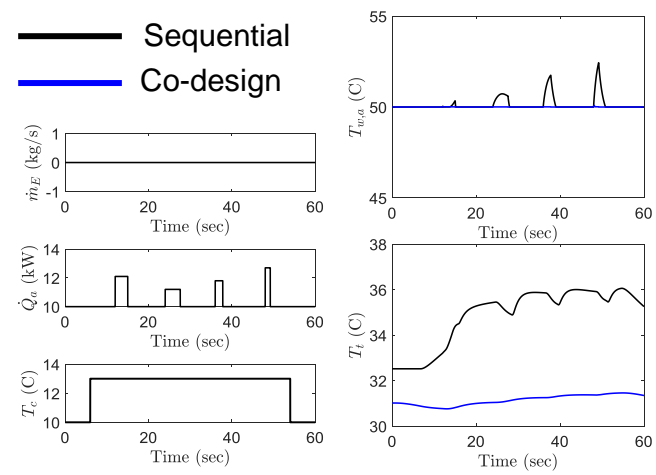 Sequential
Co-design
1
0
-1
ṁ_E (kg/s)
0 20 40 60
Time (sec)
14
12
10
Q̇_a (kW)
0 20 40 60
Time (sec)
14
12
10
T_c (C)
0 20 40 60
Time (sec)
55
50
45
T_{w,a} (C)
0 20 40 60
Time (sec)
38
36
34
32
30
T_t (C)
0 20 40 60
Time (sec)